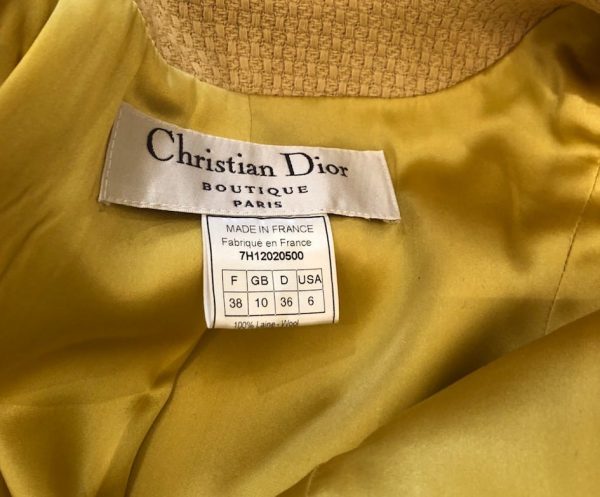 Christian Dior
BOUTIQUE
PARIS
MADE IN FRANCE
Fabriqué en France
7H12020500
F GB D USA
38 10 36 6
100% Laine - Wool